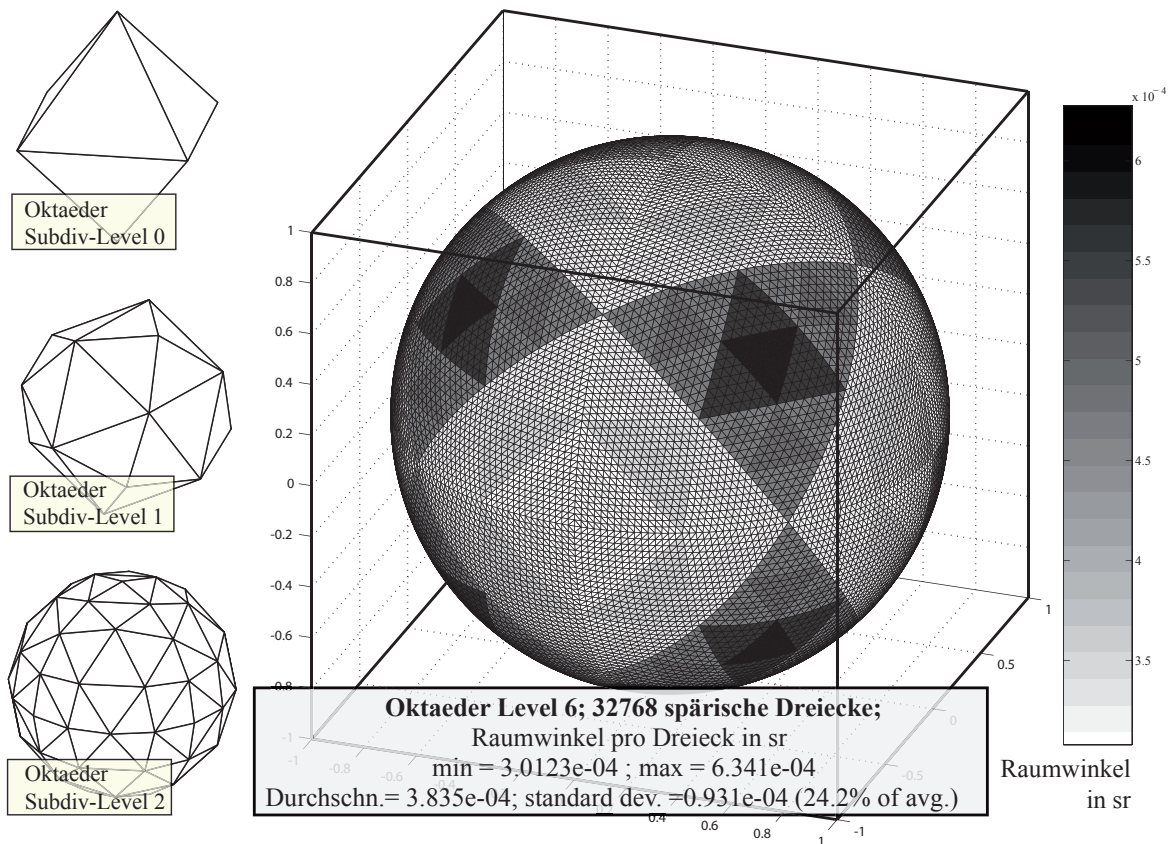 Oktaeder
Subdiv-Level 0
Oktaeder
Subdiv-Level 1
Oktaeder
Subdiv-Level 2
1
0.8
0.6
0.4
0.2
0
-0.2
-0.4
-0.6
-0.8
-1
-1
-0.8
-0.6
-0.4
0.4
0.6
0.8
1
-1
-0.5
0
0.5
1
Oktaeder Level 6; 32768 spärische Dreiecke;
Raumwinkel pro Dreieck in sr
min = 3.0123e-04 ; max = 6.341e-04
Durchschn.= 3.835e-04; standard dev. =0.931e-04 (24.2% of avg.)
x 10⁻⁴
6
5.5
5
4.5
4
3.5
Raumwinkel
in sr